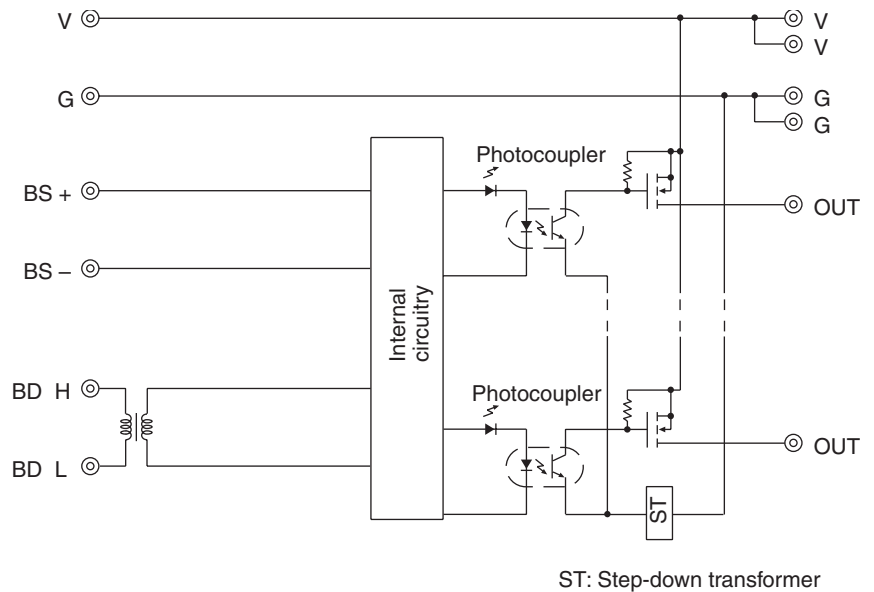 V
V
V
G
G
G
Photocoupler
BS +
OUT
BS –
Internal
circuitry
BD H
Photocoupler
OUT
BD L
ST
ST: Step-down transformer